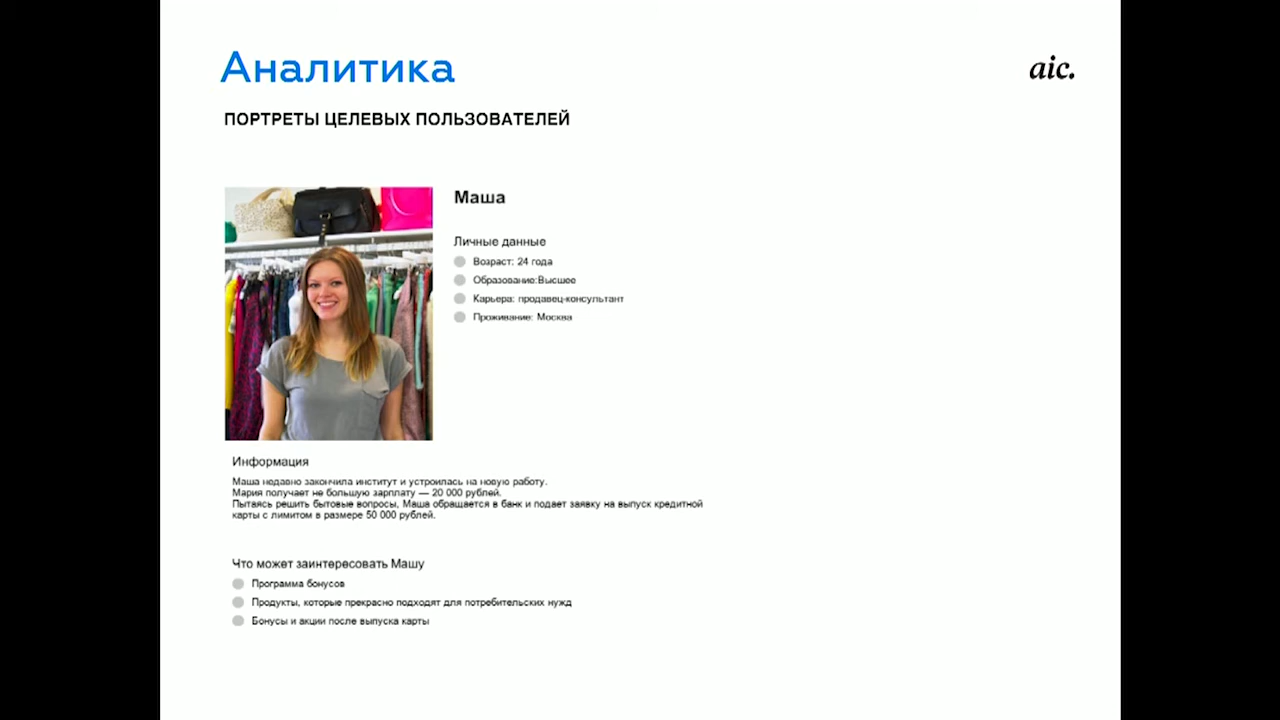 Аналитика
aic.
ПОРТРЕТЫ ЦЕЛЕВЫХ ПОЛЬЗОВАТЕЛЕЙ
Маша
Личные данные
Возраст: 24 года
Образование:Высшее
Карьера: продавец-консультант
Проживание: Москва
Информация
Маша недавно закончила институт и устроилась на новую работу.
Мария получает не большую зарплату — 20 000 рублей.
Пытаясь решить бытовые вопросы, Маша обращается в банк и подает заявку на выпуск кредитной
карты с лимитом в размере 50 000 рублей.
Что может заинтересовать Машу
Программа бонусов
Продукты, которые прекрасно подходят для потребительских нужд
Бонусы и акции после выпуска карты